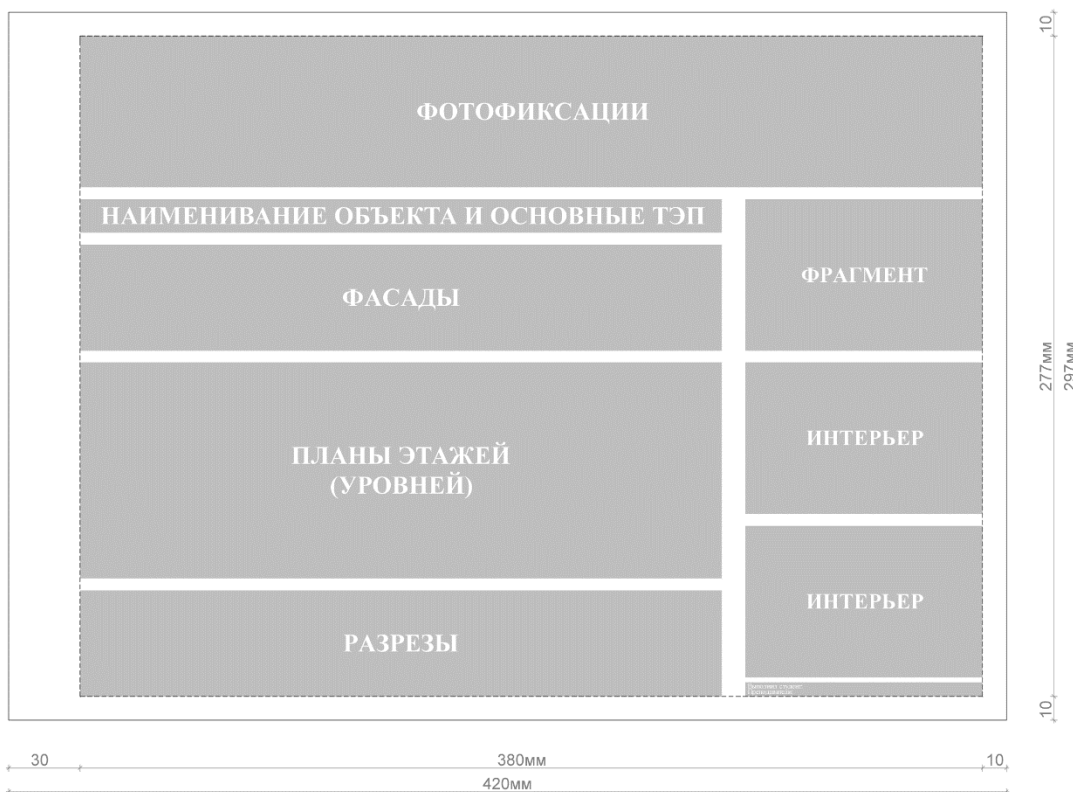 10
ФОТОФИКСАЦИИ
НАИМЕНИВАНИЕ ОБЪЕКТА И ОСНОВНЫЕ ТЭП
ФРАГМЕНТ
ФАСАДЫ
277мм
297мм
ИНТЕРЬЕР
ПЛАНЫ ЭТАЖЕЙ
(УРОВНЕЙ)
ИНТЕРЬЕР
РАЗРЕЗЫ
10
30
380мм
10
420мм